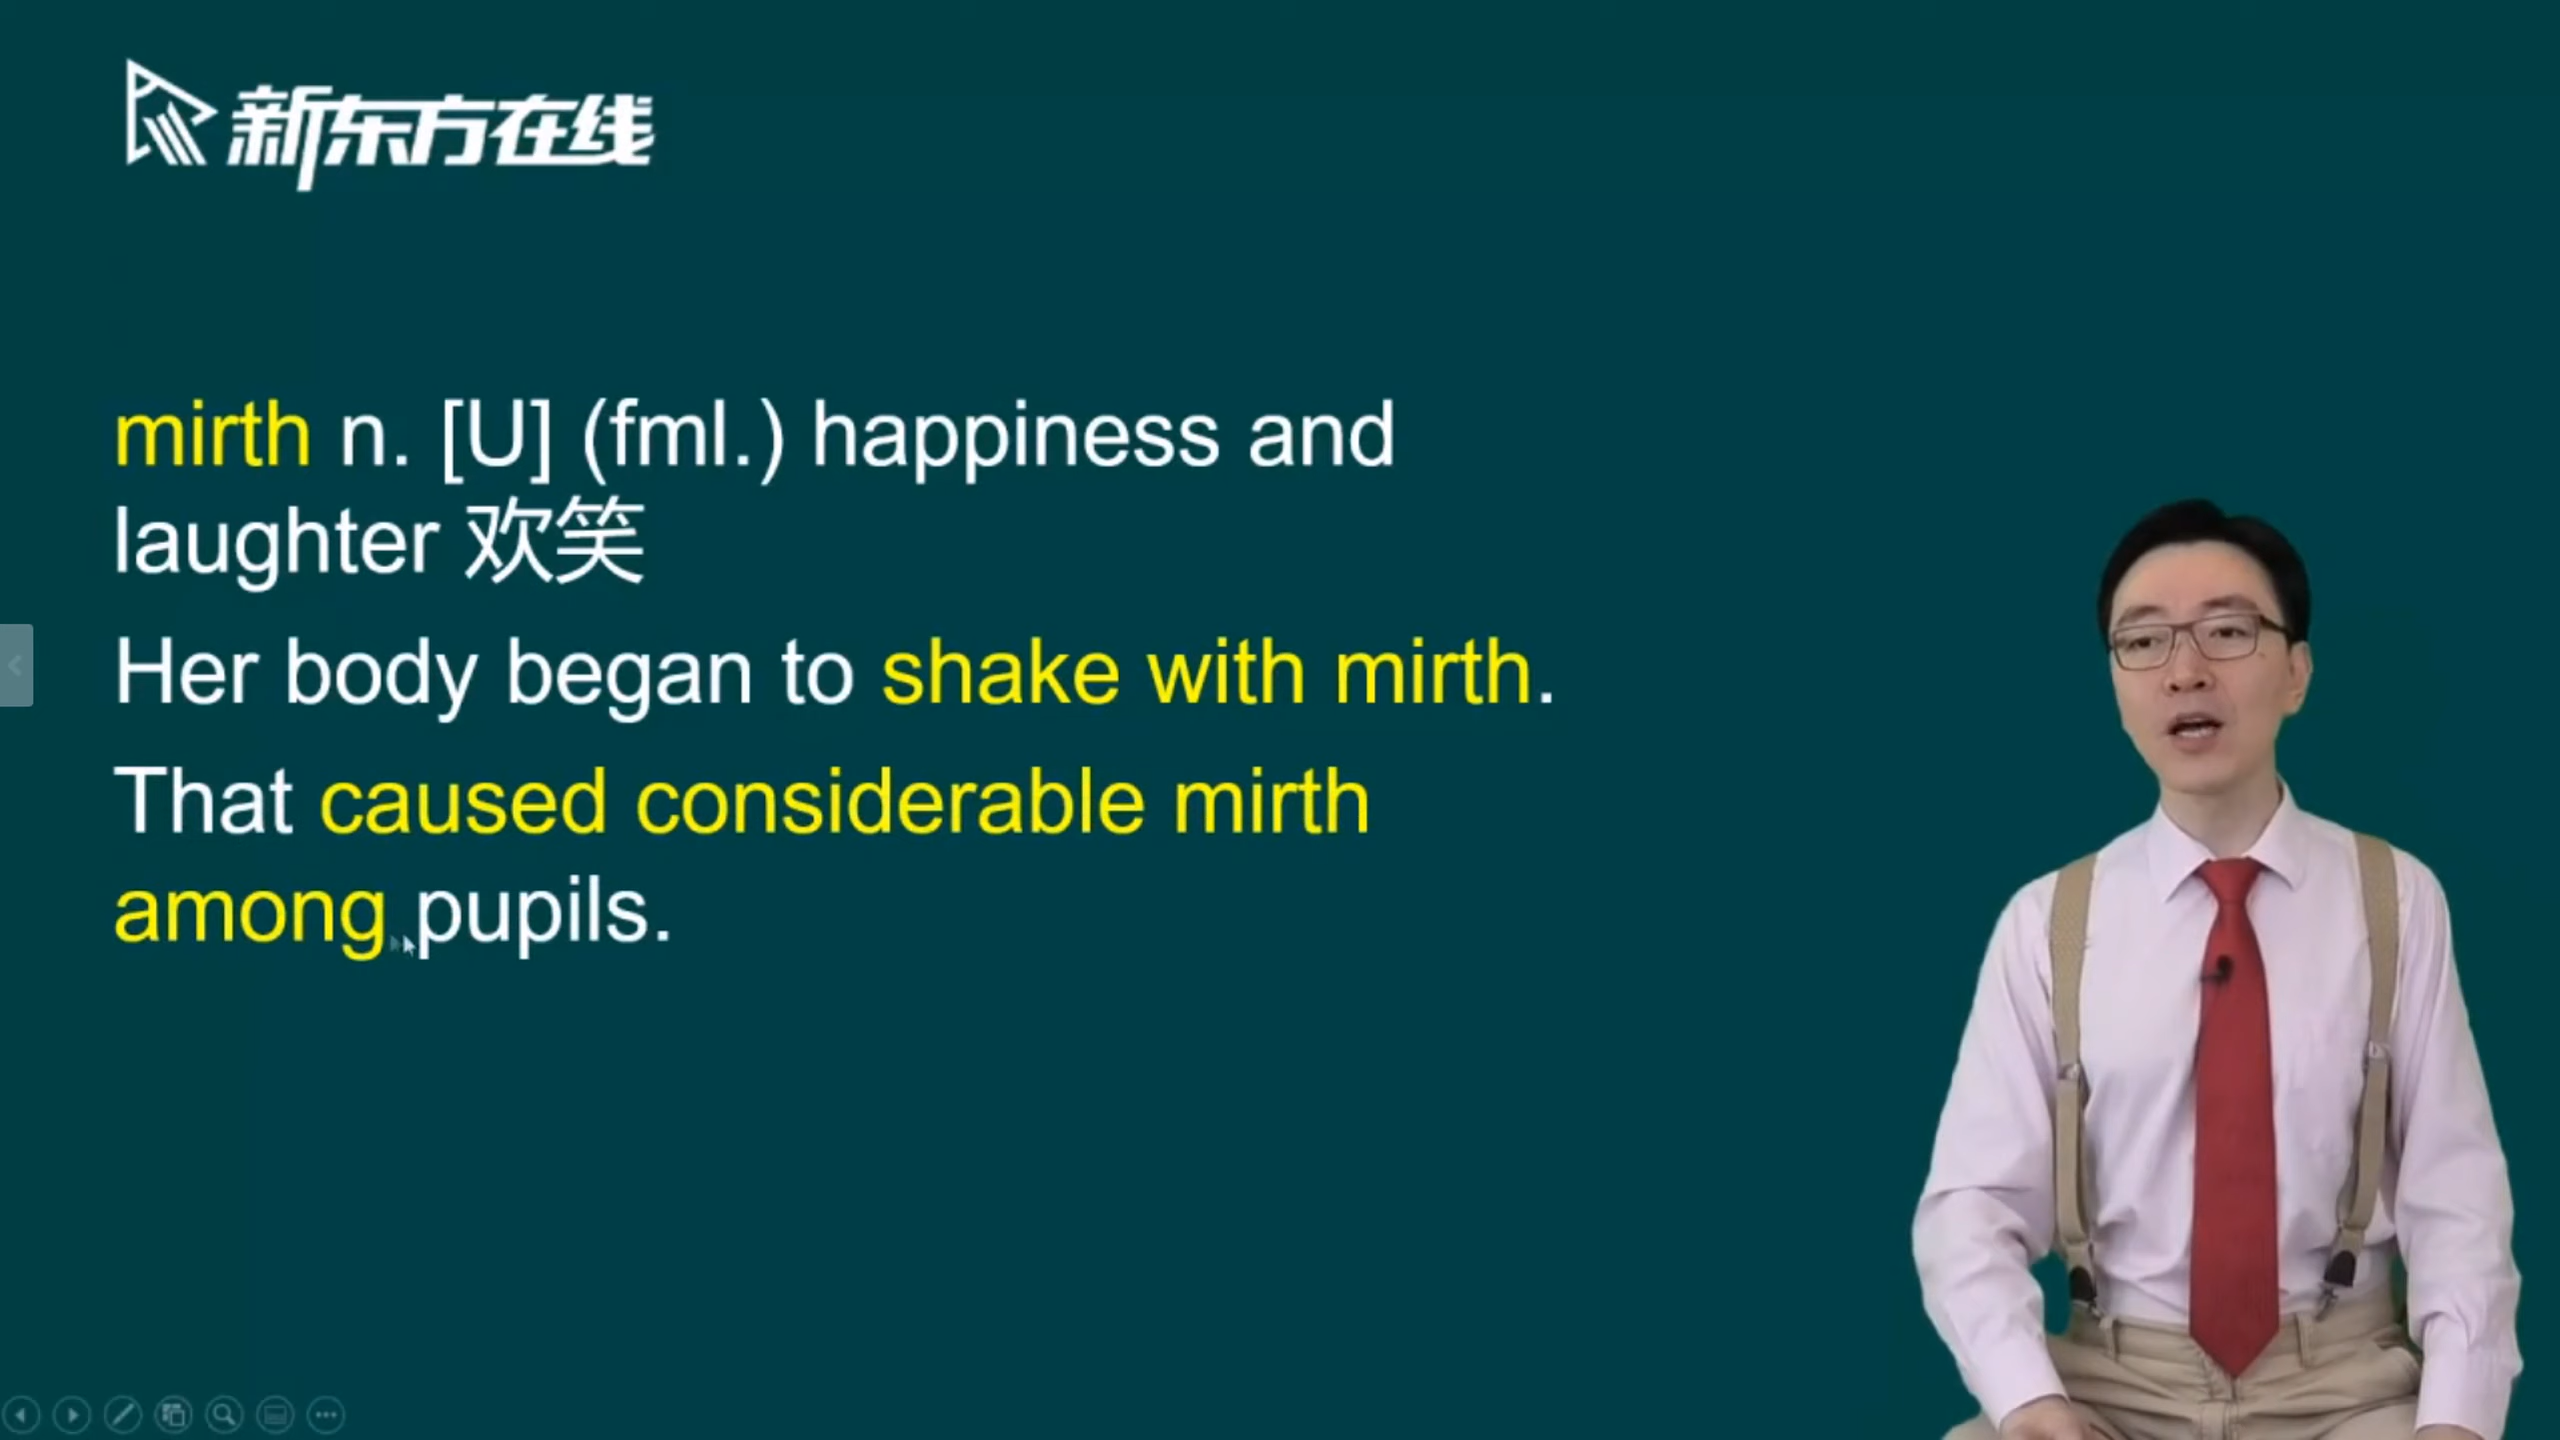 新东方在线
mirth n. [U] (fml.) happiness and
laughter 欢笑
Her body began to shake with mirth.
That caused considerable mirth
among pupils.